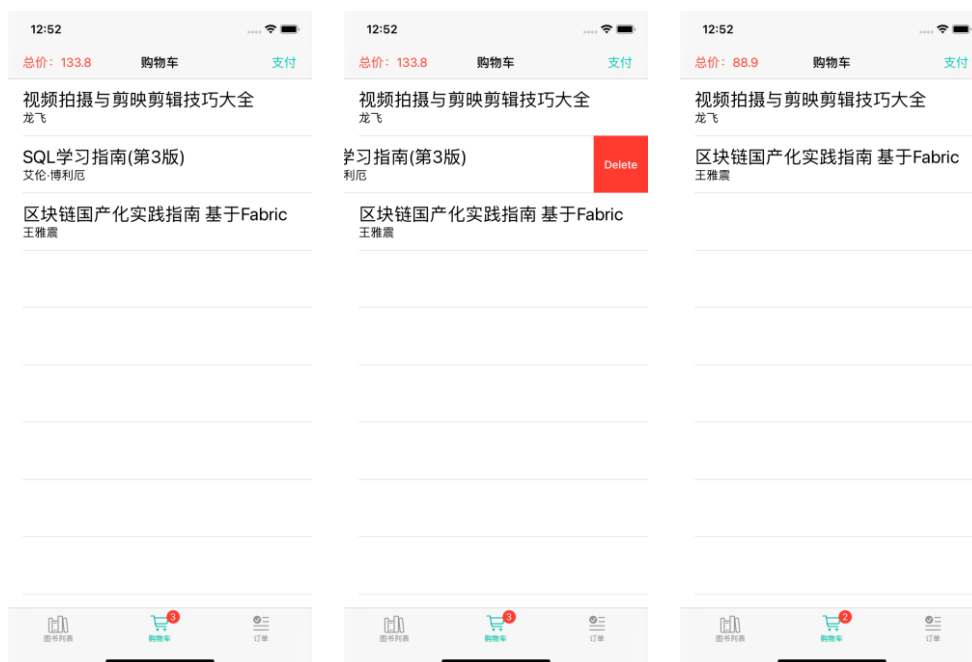 12:52
总价：133.8 购物车 支付
视频拍摄与剪映剪辑技巧大全
龙飞
SQL学习指南(第3版)
艾伦·博利厄
区块链国产化实践指南 基于Fabric
王雅震
3
图书列表 购物车 订单
12:52
总价：133.8 购物车 支付
视频拍摄与剪映剪辑技巧大全
龙飞
学习指南(第3版) Delete
利厄
区块链国产化实践指南 基于Fabric
王雅震
3
图书列表 购物车 订单
12:52
总价：88.9 购物车 支付
视频拍摄与剪映剪辑技巧大全
龙飞
区块链国产化实践指南 基于Fabric
王雅震
2
图书列表 购物车 订单